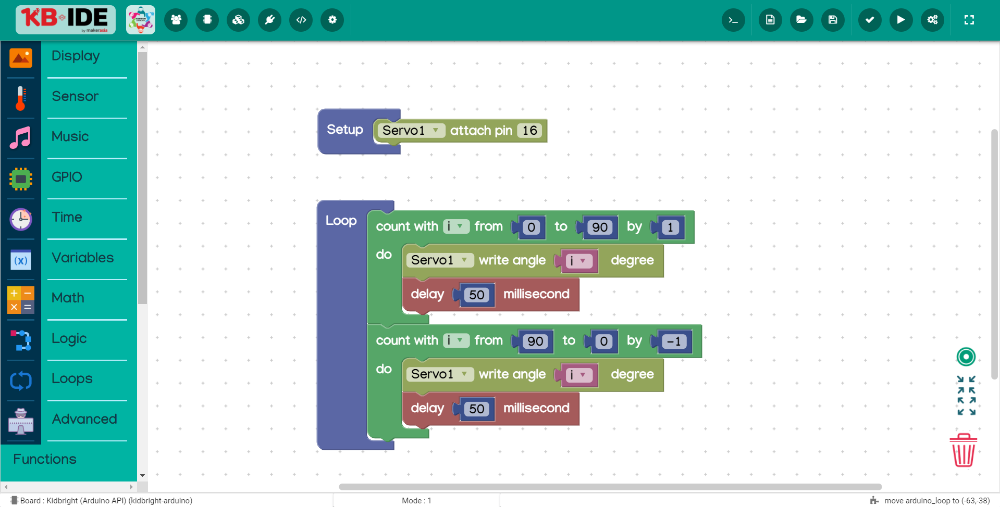 KB IDE
by makerasia
Display
Sensor
Music
GPIO
Time
Variables
Math
Logic
Loops
Advanced
Functions
Setup Servo1 attach pin 16
Loop
count with i from 0 to 90 by 1
do
Servo1 write angle i degree
delay 50 millisecond
count with i from 90 to 0 by -1
do
Servo1 write angle i degree
delay 50 millisecond
Board : Kidbright (Arduino API) (kidbright-arduino)
Mode : 1
move arduino_loop to (-63,-38)